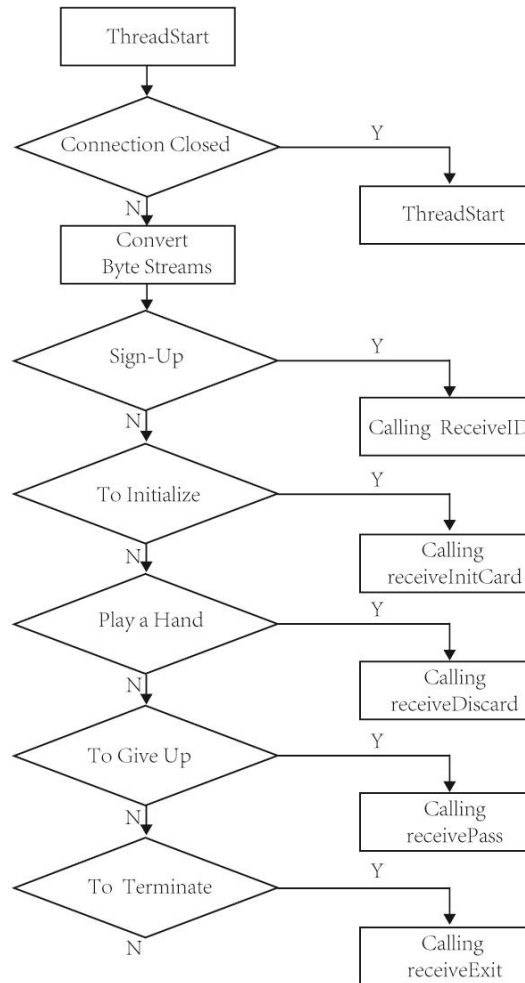 ThreadStart
Connection Closed
Y
N
ThreadStart
Convert
Byte Streams
Sign-Up
Y
N
Calling ReceiveID
To Initialize
Y
N
Calling
receiveInitCard
Play a Hand
Y
N
Calling
receiveDiscard
To Give Up
Y
N
Calling
receivePass
To Terminate
Y
N
Calling
receiveExit